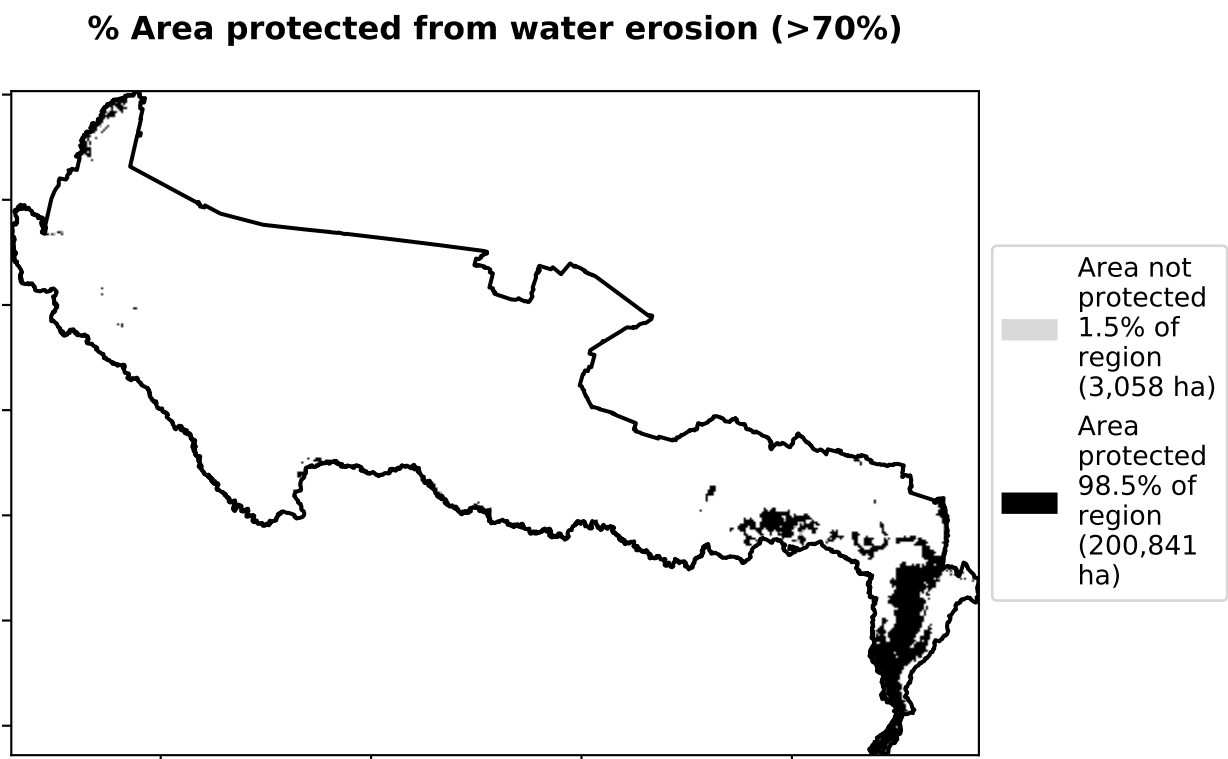 % Area protected from water erosion (>70%)
Area not
protected
1.5% of
region
(3,058 ha)
Area
protected
98.5% of
region
(200,841
ha)